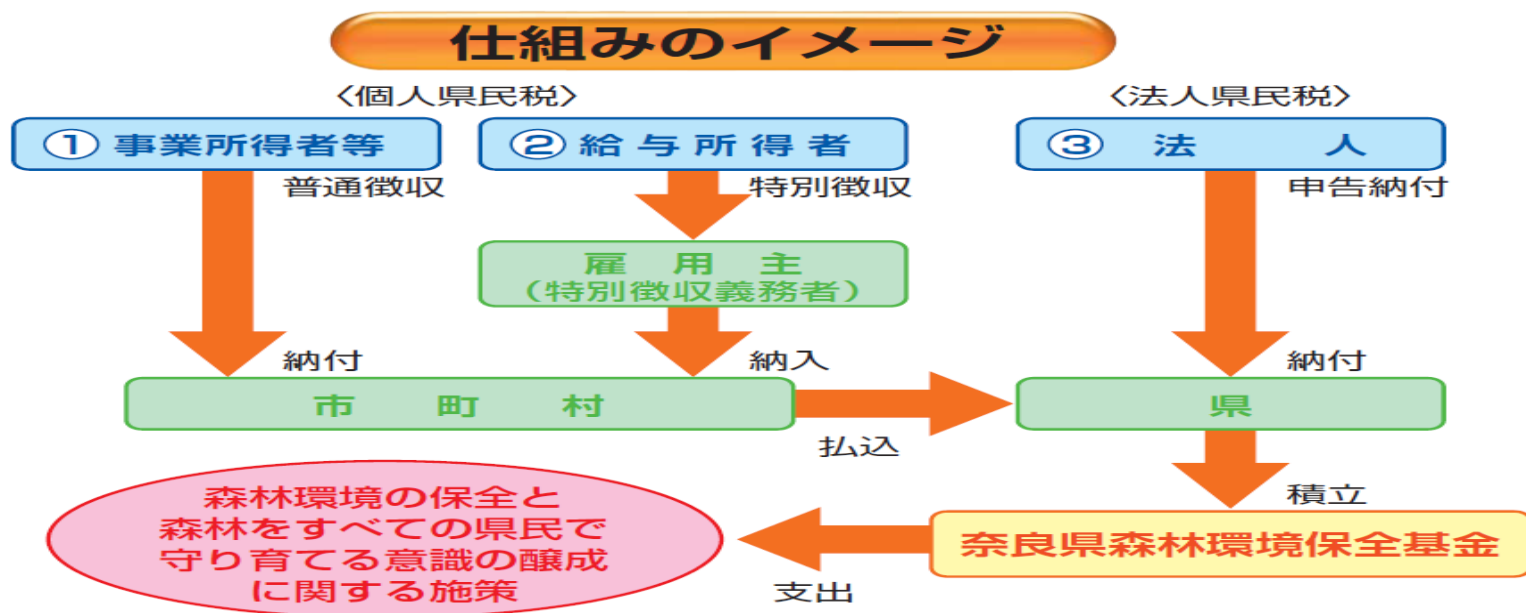 仕組みのイメージ
〈個人県民税〉
〈法人県民税〉
① 事業所得者等
② 給与所得者
③ 法人
普通徴収
特別徴収
申告納付
雇用主
（特別徴収義務者）
納付
納入
納付
市町村
県
払込
積立
森林環境の保全と
森林をすべての県民で
守り育てる意識の醸成
に関する施策
奈良県森林環境保全基金
支出